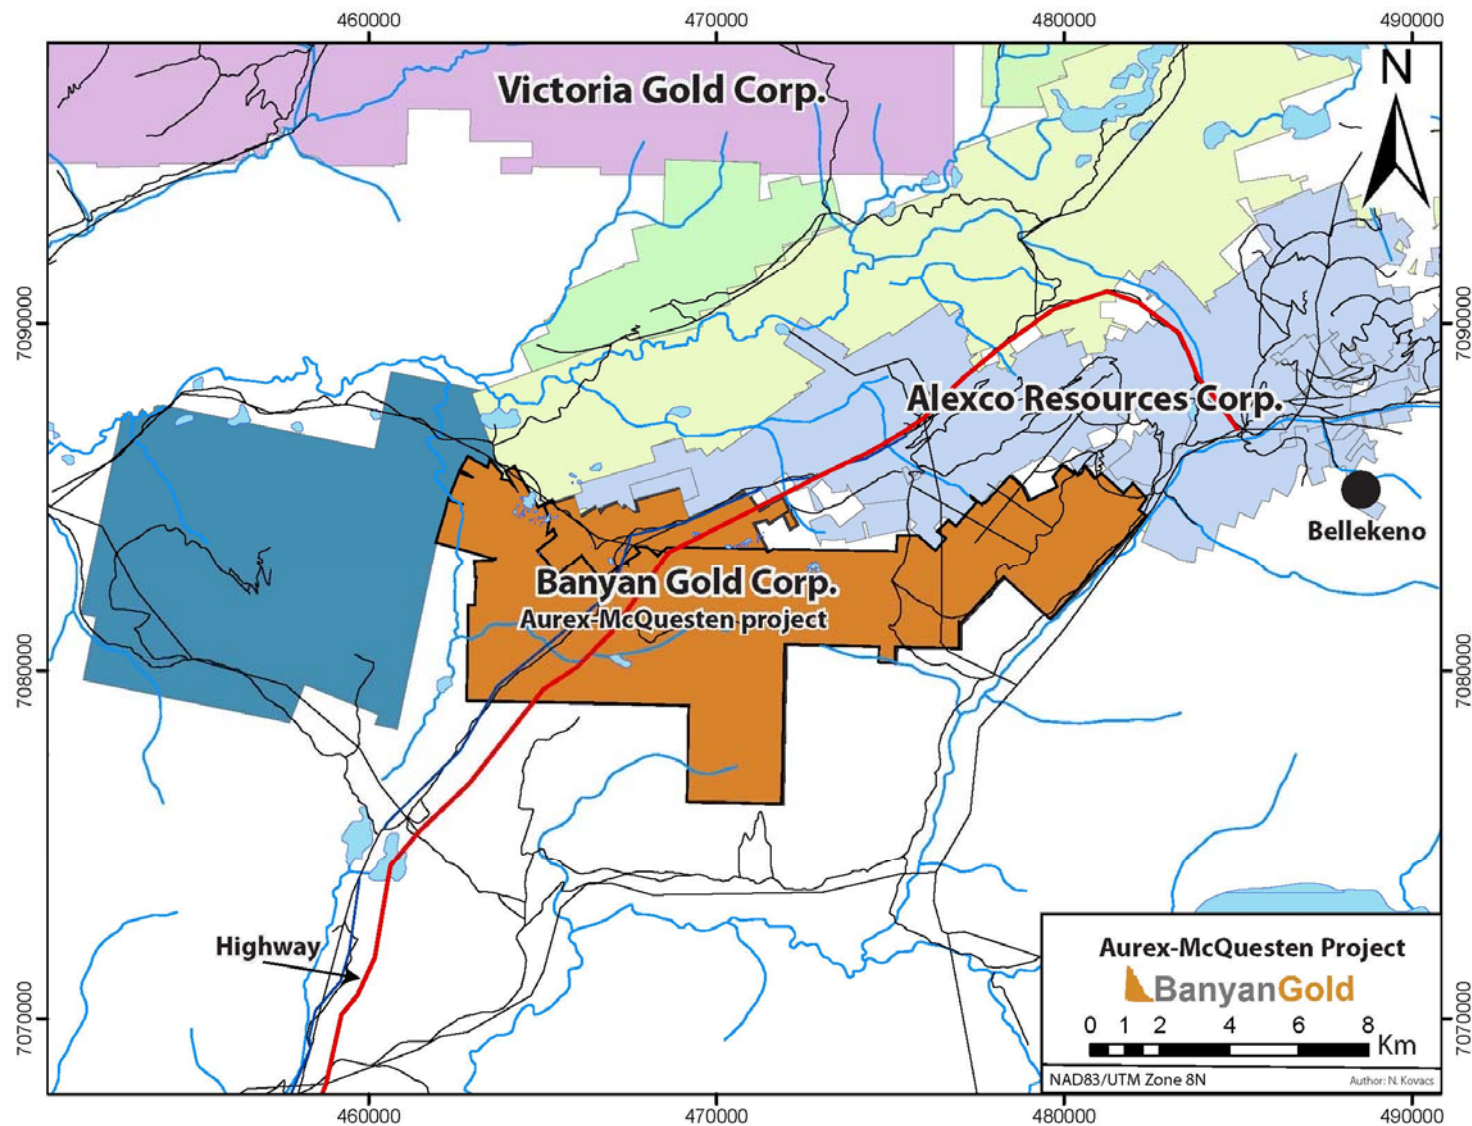 460000
470000
480000
490000
Victoria Gold Corp.
N
7090000
7090000
Alexco Resources Corp.
Bellekeno
Banyan Gold Corp.
Aurex-McQuesten project
7080000
7080000
Highway
Aurex-McQuesten Project
BanyanGold
0 1 2 4 6 8
Km
7070000
7070000
NAD83/UTM Zone 8N
Author: N. Kovacs
460000
470000
480000
490000